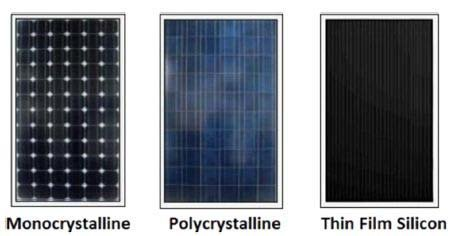 Monocrystalline
Polycrystalline
Thin Film Silicon